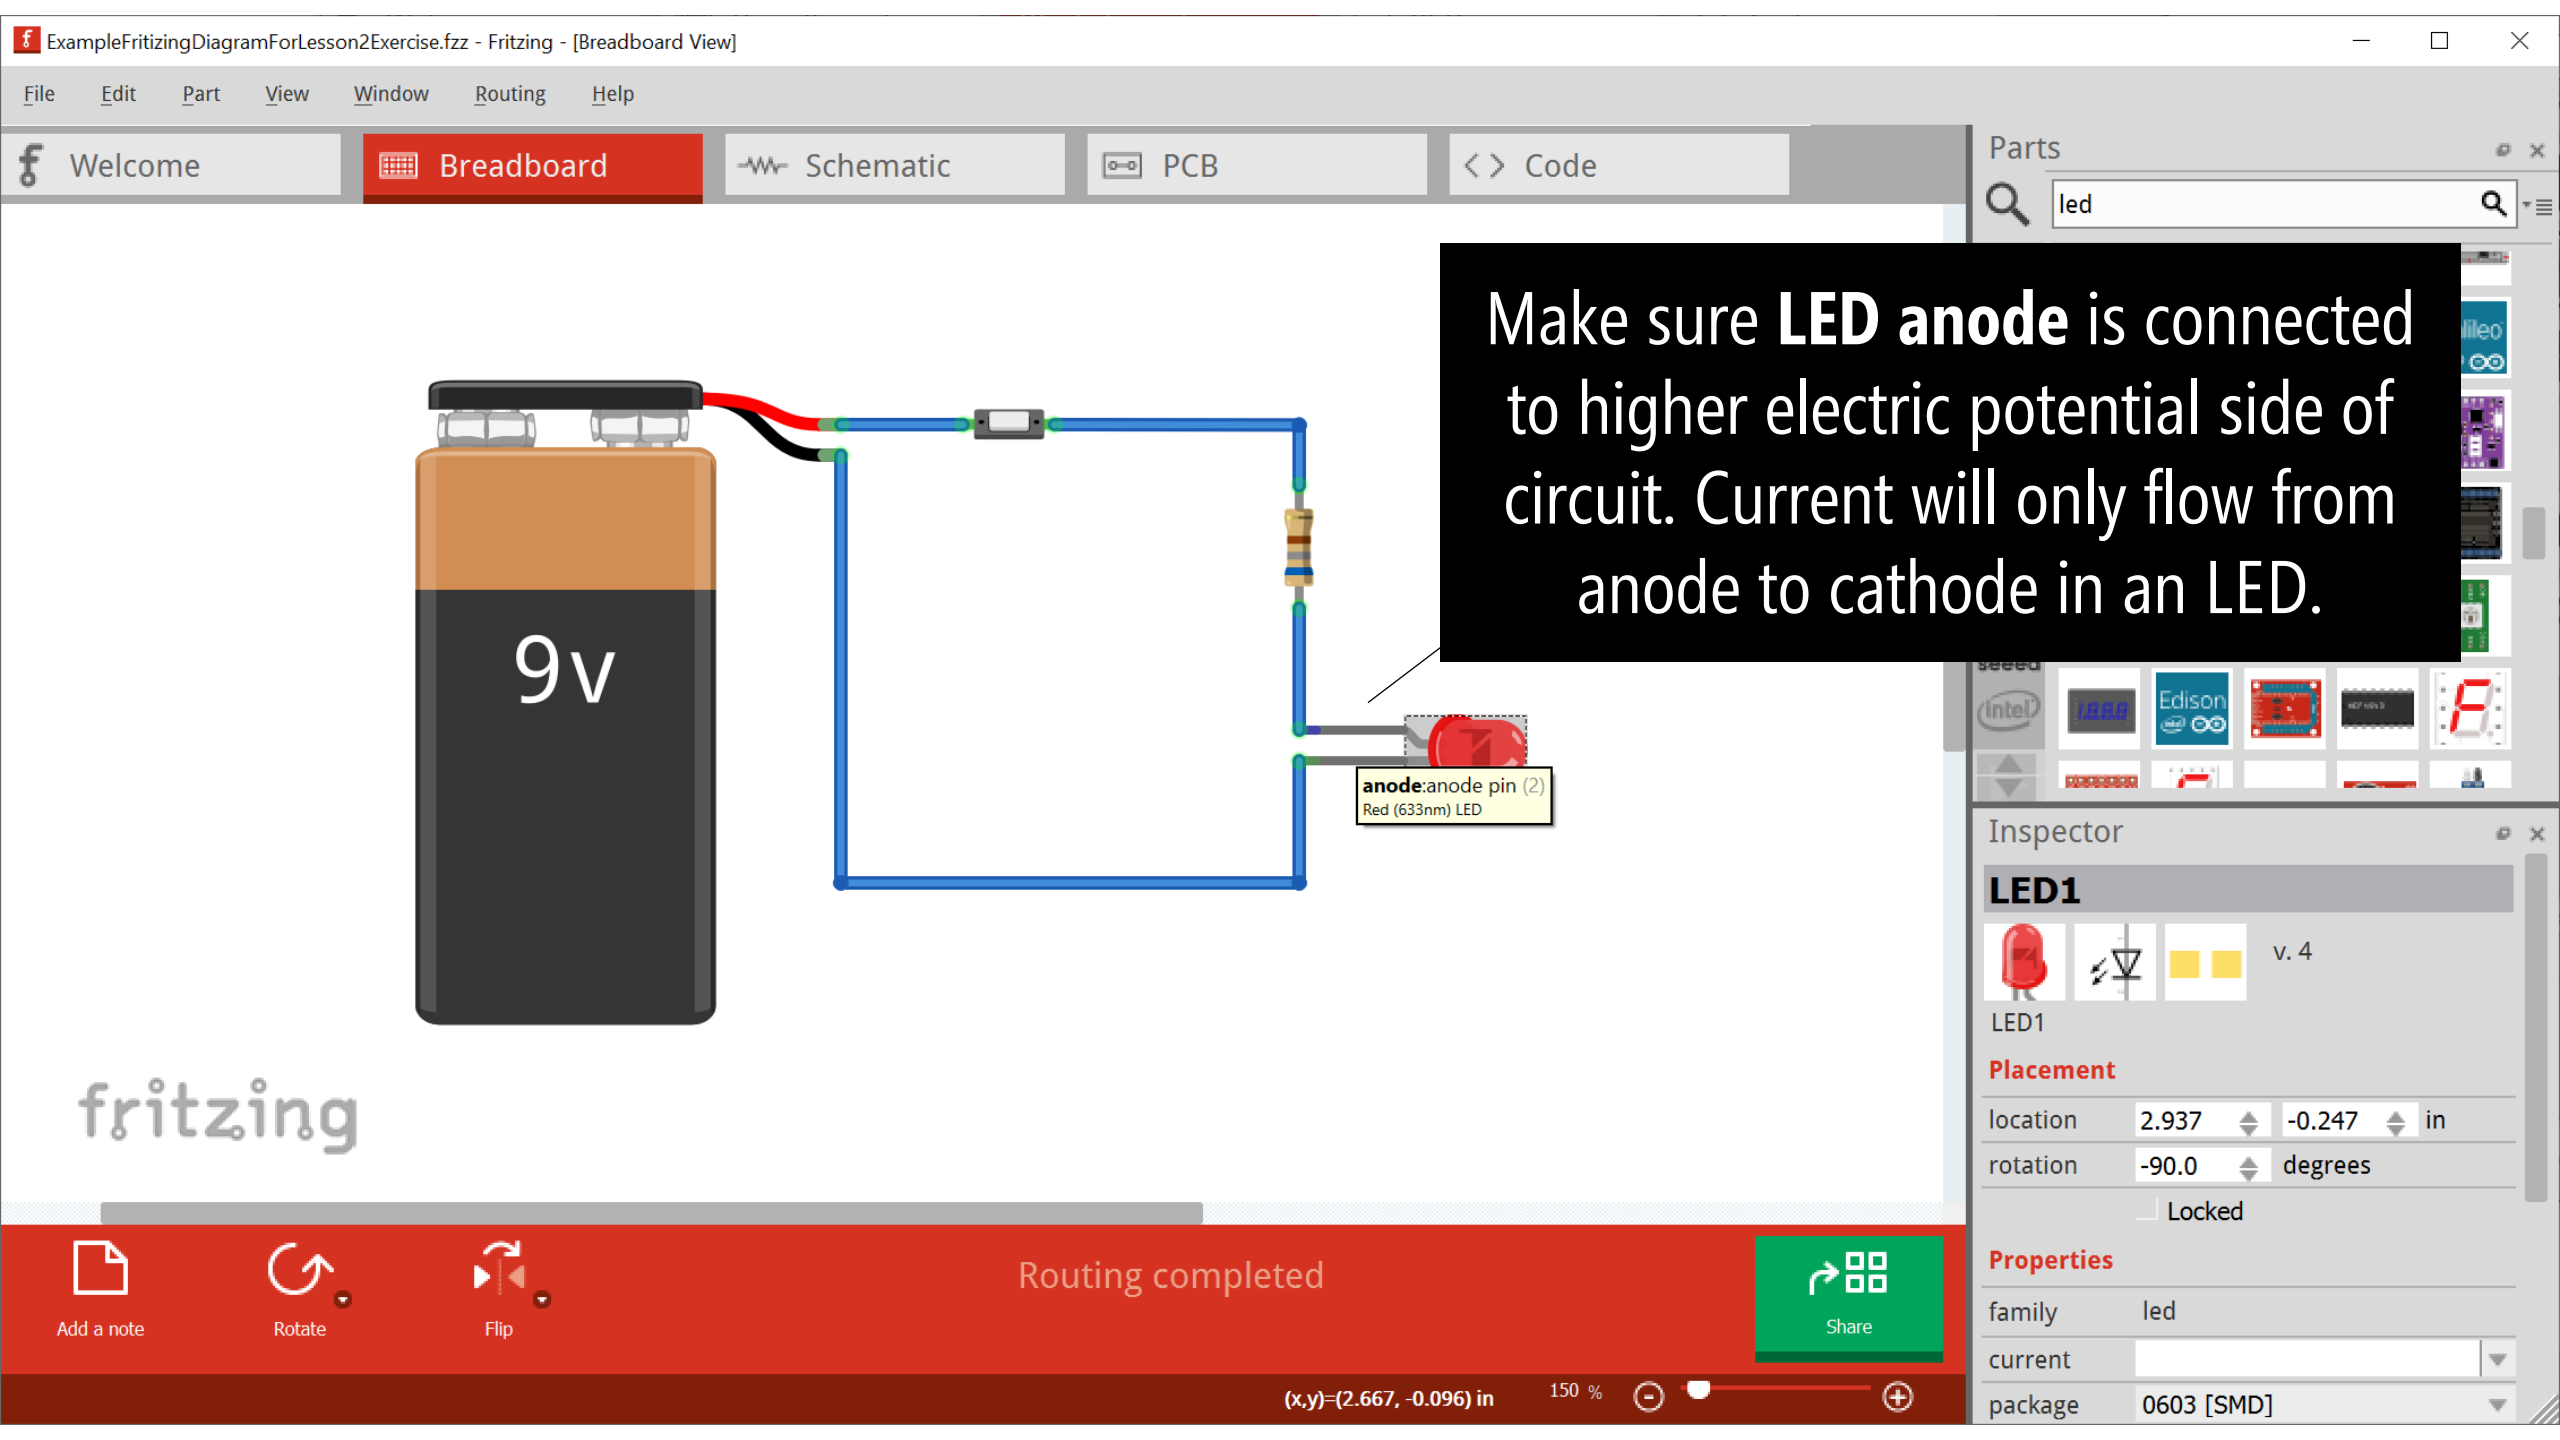 ExampleFritizingDiagramForLesson2Exercise.fzz - Fritzing - [Breadboard View]
File Edit Part View Window Routing Help
Welcome Breadboard Schematic PCB Code
Parts
led
Make sure LED anode is connected
to higher electric potential side of
circuit. Current will only flow from
anode to cathode in an LED.
9v
intel
Edison
anode:anode pin (2)
Red (633nm) LED
Inspector
LED1
v. 4
LED1
Placement
location 2.937 -0.247 in
rotation -90.0 degrees
Locked
Properties
family led
current
package 0603 [SMD]
fritzing
Add a note Rotate Flip
Routing completed
Share
(x,y)=(2.667, -0.096) in 150 %